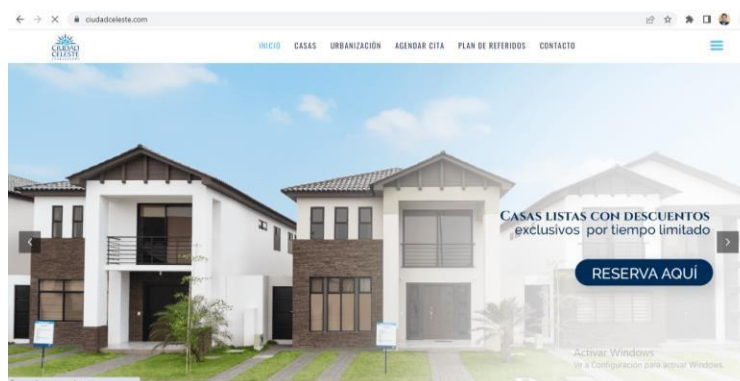 ciudadceleste.com
CIUDAD
CELESTE
INICIO CASAS URBANIZACIÓN AGENDAR CITA PLAN DE REFERIDOS CONTACTO
CASAS LISTAS CON DESCUENTOS
exclusivos por tiempo limitado
RESERVA AQUÍ
Activar Windows
Ve a Configuración para activar Windows.